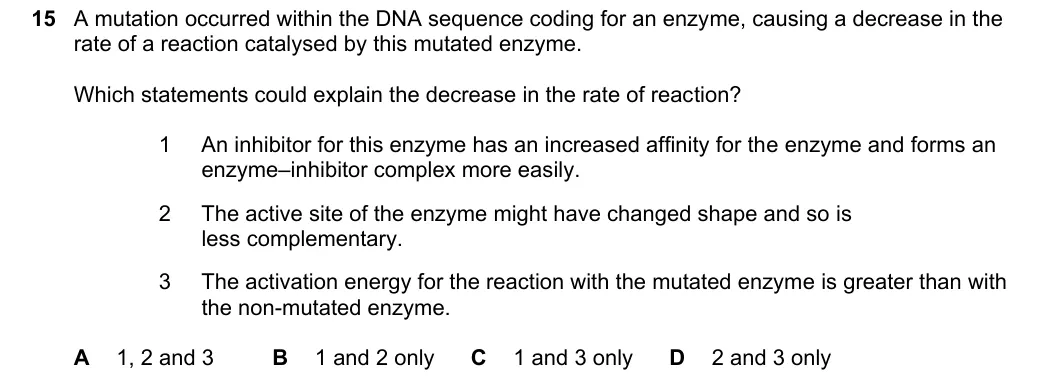 15 A mutation occurred within the DNA sequence coding for an enzyme, causing a decrease in the
rate of a reaction catalysed by this mutated enzyme.
Which statements could explain the decrease in the rate of reaction?
1 An inhibitor for this enzyme has an increased affinity for the enzyme and forms an
enzyme–inhibitor complex more easily.
2 The active site of the enzyme might have changed shape and so is
less complementary.
3 The activation energy for the reaction with the mutated enzyme is greater than with
the non-mutated enzyme.
A 1, 2 and 3 B 1 and 2 only C 1 and 3 only D 2 and 3 only